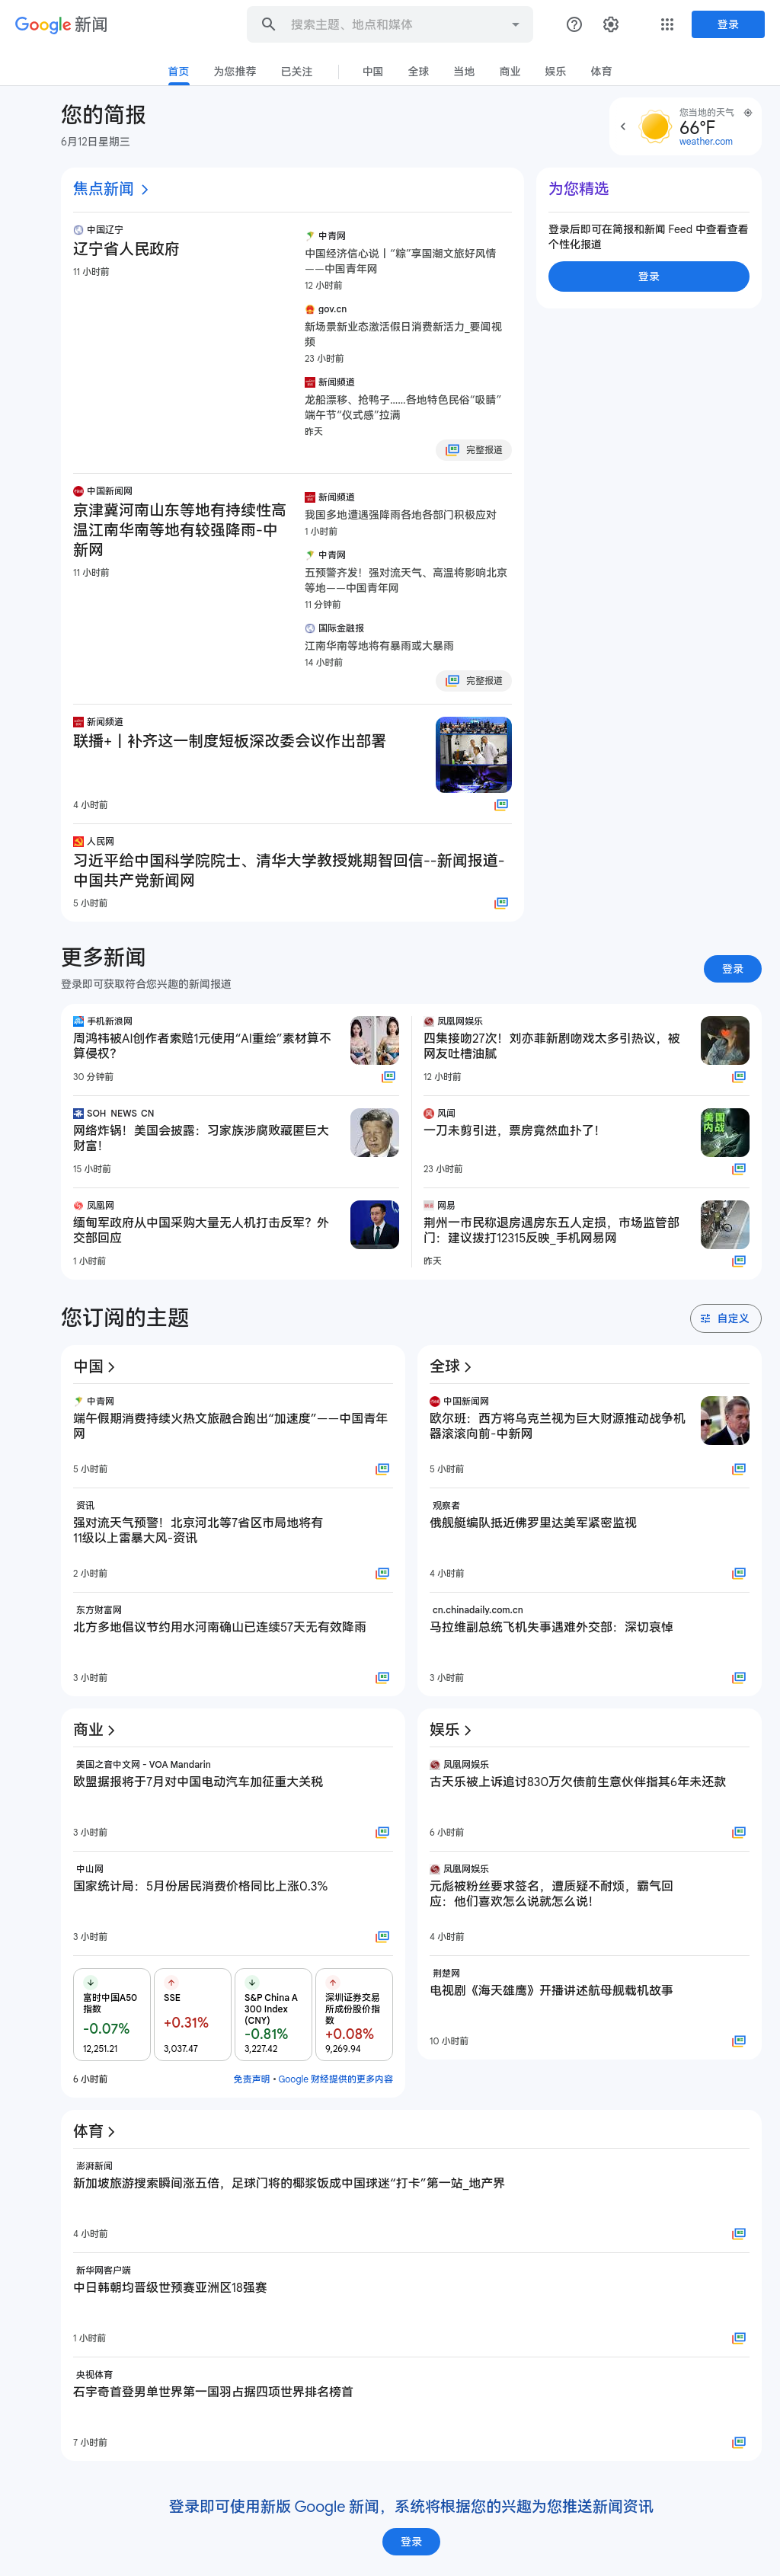 Google 新闻
搜索主题、地点和媒体
登录
首页
为您推荐
已关注
中国
全球
当地
商业
娱乐
体育
您的简报
6月12日星期三
您当地的天气
66°F
weather.com
焦点新闻
中国辽宁
辽宁省人民政府
11 小时前
中青网
中国经济信心说丨“粽”享国潮文旅好风情
——中国青年网
12 小时前
gov.cn
新场景新业态激活假日消费新活力_要闻视
频
23 小时前
新闻频道
龙船漂移、抢鸭子......各地特色民俗“吸睛”
端午节“仪式感”拉满
昨天
完整报道
为您精选
登录后即可在简报和新闻 Feed 中查看查看
个性化报道
登录
中国新闻网
京津冀河南山东等地有持续性高
温江南华南等地有较强降雨-中
新网
11 小时前
新闻频道
我国多地遭遇强降雨各地各部门积极应对
1 小时前
中青网
五预警齐发！强对流天气、高温将影响北京
等地——中国青年网
11 分钟前
国际金融报
江南华南等地将有暴雨或大暴雨
14 小时前
完整报道
新闻频道
联播+丨补齐这一制度短板深改委会议作出部署
4 小时前
人民网
习近平给中国科学院院士、清华大学教授姚期智回信--新闻报道-
中国共产党新闻网
5 小时前
更多新闻
登录即可获取符合您兴趣的新闻报道
登录
手机新浪网
周鸿祎被AI创作者索赔1元使用“AI重绘”素材算不
算侵权？
30 分钟前
凤凰网娱乐
四集接吻27次！刘亦菲新剧吻戏太多引热议，被
网友吐槽油腻
12 小时前
SOH NEWS CN
网络炸锅！美国会披露：习家族涉腐败藏匿巨大
财富！
15 小时前
风闻
一刀未剪引进，票房竟然血扑了！
美国
内战
23 小时前
凤凰网
缅甸军政府从中国采购大量无人机打击反军？外
交部回应
1 小时前
网易
荆州一市民称退房遇房东五人定损，市场监管部
门：建议拨打12315反映_手机网易网
昨天
您订阅的主题
自定义
中国
中青网
端午假期消费持续火热文旅融合跑出“加速度”——中国青年
网
5 小时前
资讯
强对流天气预警！北京河北等7省区市局地将有
11级以上雷暴大风-资讯
2 小时前
东方财富网
北方多地倡议节约用水河南确山已连续57天无有效降雨
3 小时前
全球
中国新闻网
欧尔班：西方将乌克兰视为巨大财源推动战争机
器滚滚向前-中新网
5 小时前
观察者
俄舰艇编队抵近佛罗里达美军紧密监视
4 小时前
cn.chinadaily.com.cn
马拉维副总统飞机失事遇难外交部：深切哀悼
3 小时前
商业
美国之音中文网 - VOA Mandarin
欧盟据报将于7月对中国电动汽车加征重大关税
3 小时前
中山网
国家统计局：5月份居民消费价格同比上涨0.3%
3 小时前
富时中国A50
指数
-0.07%
12,251.21
SSE
+0.31%
3,037.47
S&P China A
300 Index
(CNY)
-0.81%
3,227.42
深圳证券交易
所成份股价指
数
+0.08%
9,269.94
6 小时前
免责声明 • Google 财经提供的更多内容
娱乐
凤凰网娱乐
古天乐被上诉追讨830万欠债前生意伙伴指其6年未还款
6 小时前
凤凰网娱乐
元彪被粉丝要求签名，遭质疑不耐烦，霸气回
应：他们喜欢怎么说就怎么说！
4 小时前
荆楚网
电视剧《海天雄鹰》开播讲述航母舰载机故事
10 小时前
体育
澎湃新闻
新加坡旅游搜索瞬间涨五倍，足球门将的椰浆饭成中国球迷“打卡”第一站_地产界
4 小时前
新华网客户端
中日韩朝均晋级世预赛亚洲区18强赛
1 小时前
央视体育
石宇奇首登男单世界第一国羽占据四项世界排名榜首
7 小时前
登录即可使用新版 Google 新闻，系统将根据您的兴趣为您推送新闻资讯
登录